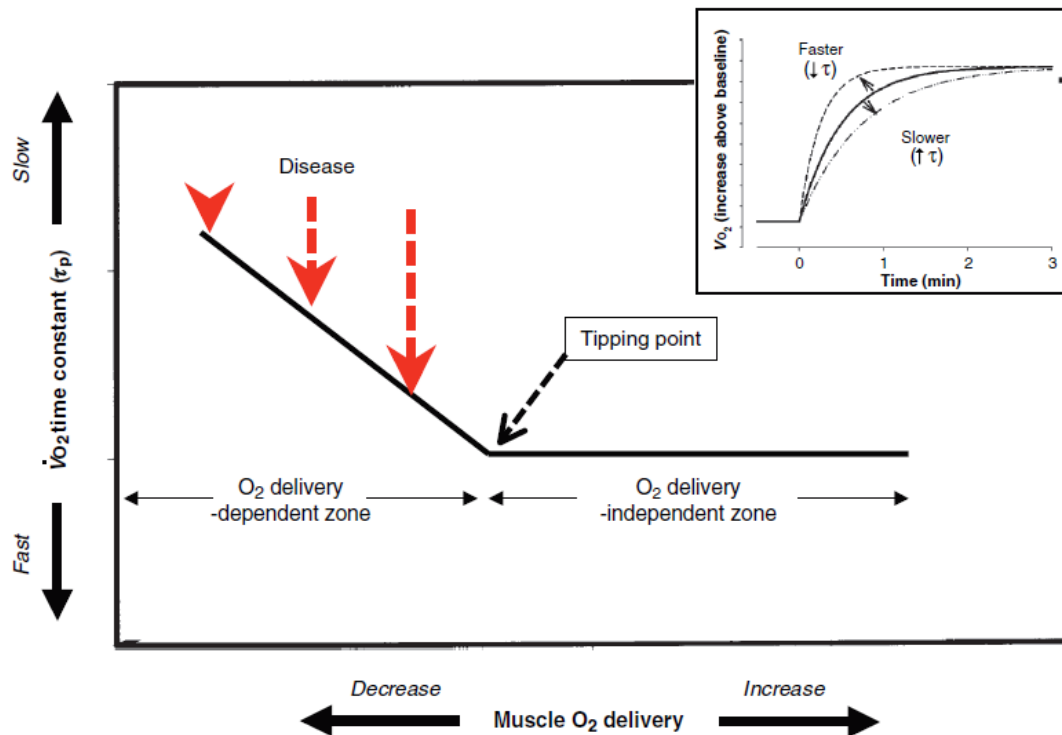 Faster
(↓ τ)
Slower
(↑ τ)
Vo2 (increase above baseline)
0
1
2
3
Time (min)
Slow
V̇o2 time constant (τp)
Fast
Disease
Tipping point
O2 delivery
-dependent zone
O2 delivery
-independent zone
Decrease
Increase
Muscle O2 delivery